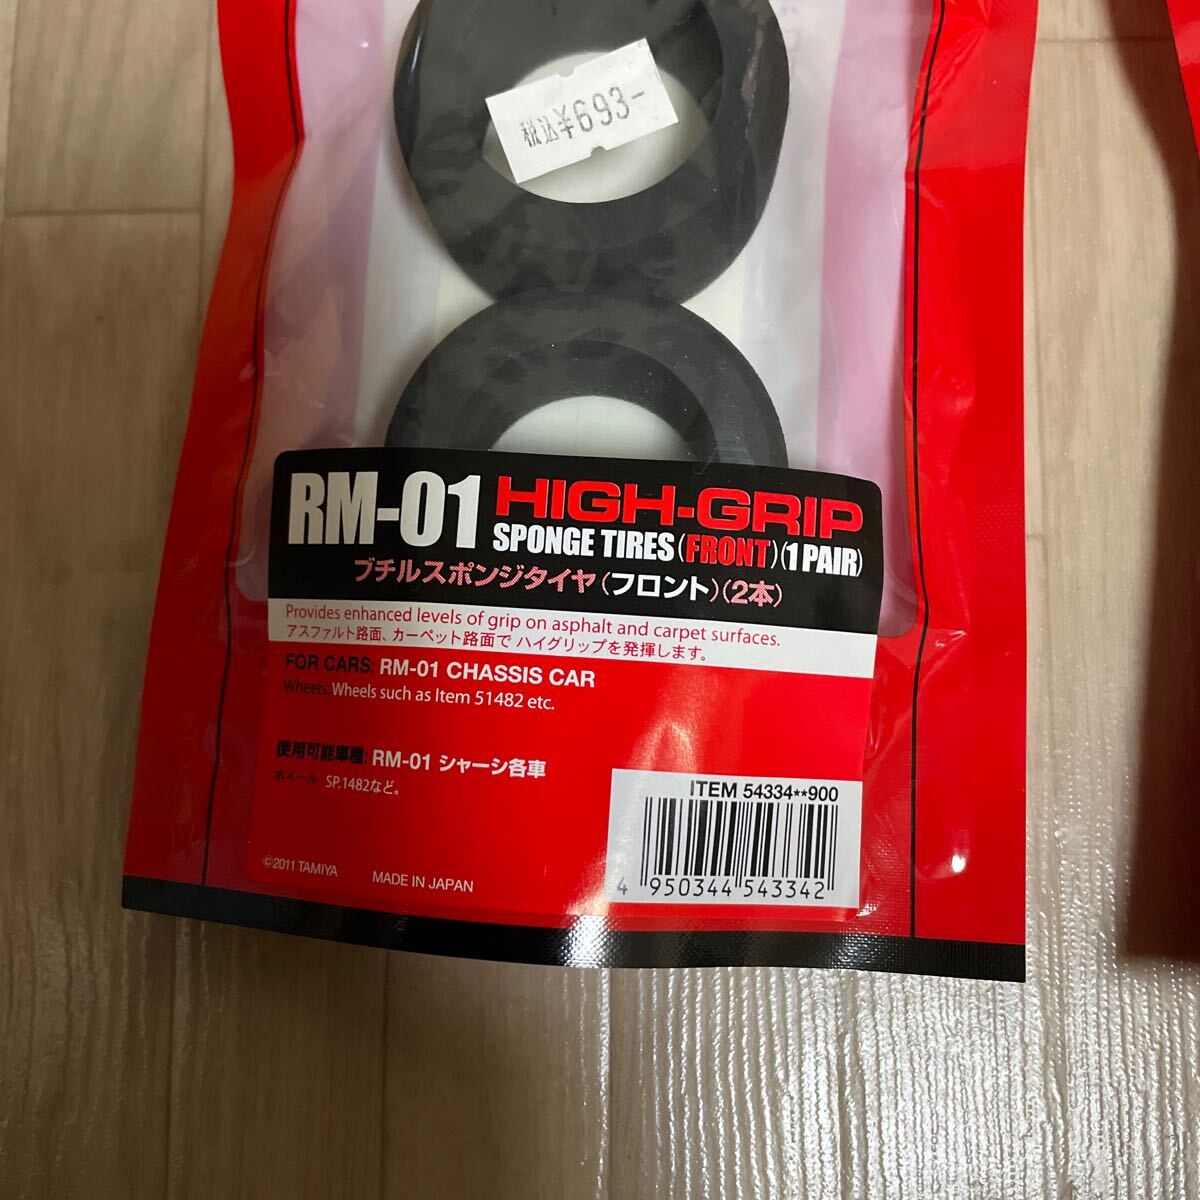 税込¥693-
RM-01 HIGH-GRIP
SPONGE TIRES (FRONT) (1 PAIR)
ブチルスポンジタイヤ(フロント)(2本)
Provides enhanced levels of grip on asphalt and carpet surfaces.
アスファルト路面、カーペット路面で ハイグリップを発揮します。
FOR CARS: RM-01 CHASSIS CAR
Wheels: Wheels such as Item 51482 etc.
使用可能車種: RM-01 シャーシ各車
ホイール SP.1482など。
ITEM 54334**900
4 950344 543342
©2011 TAMIYA MADE IN JAPAN